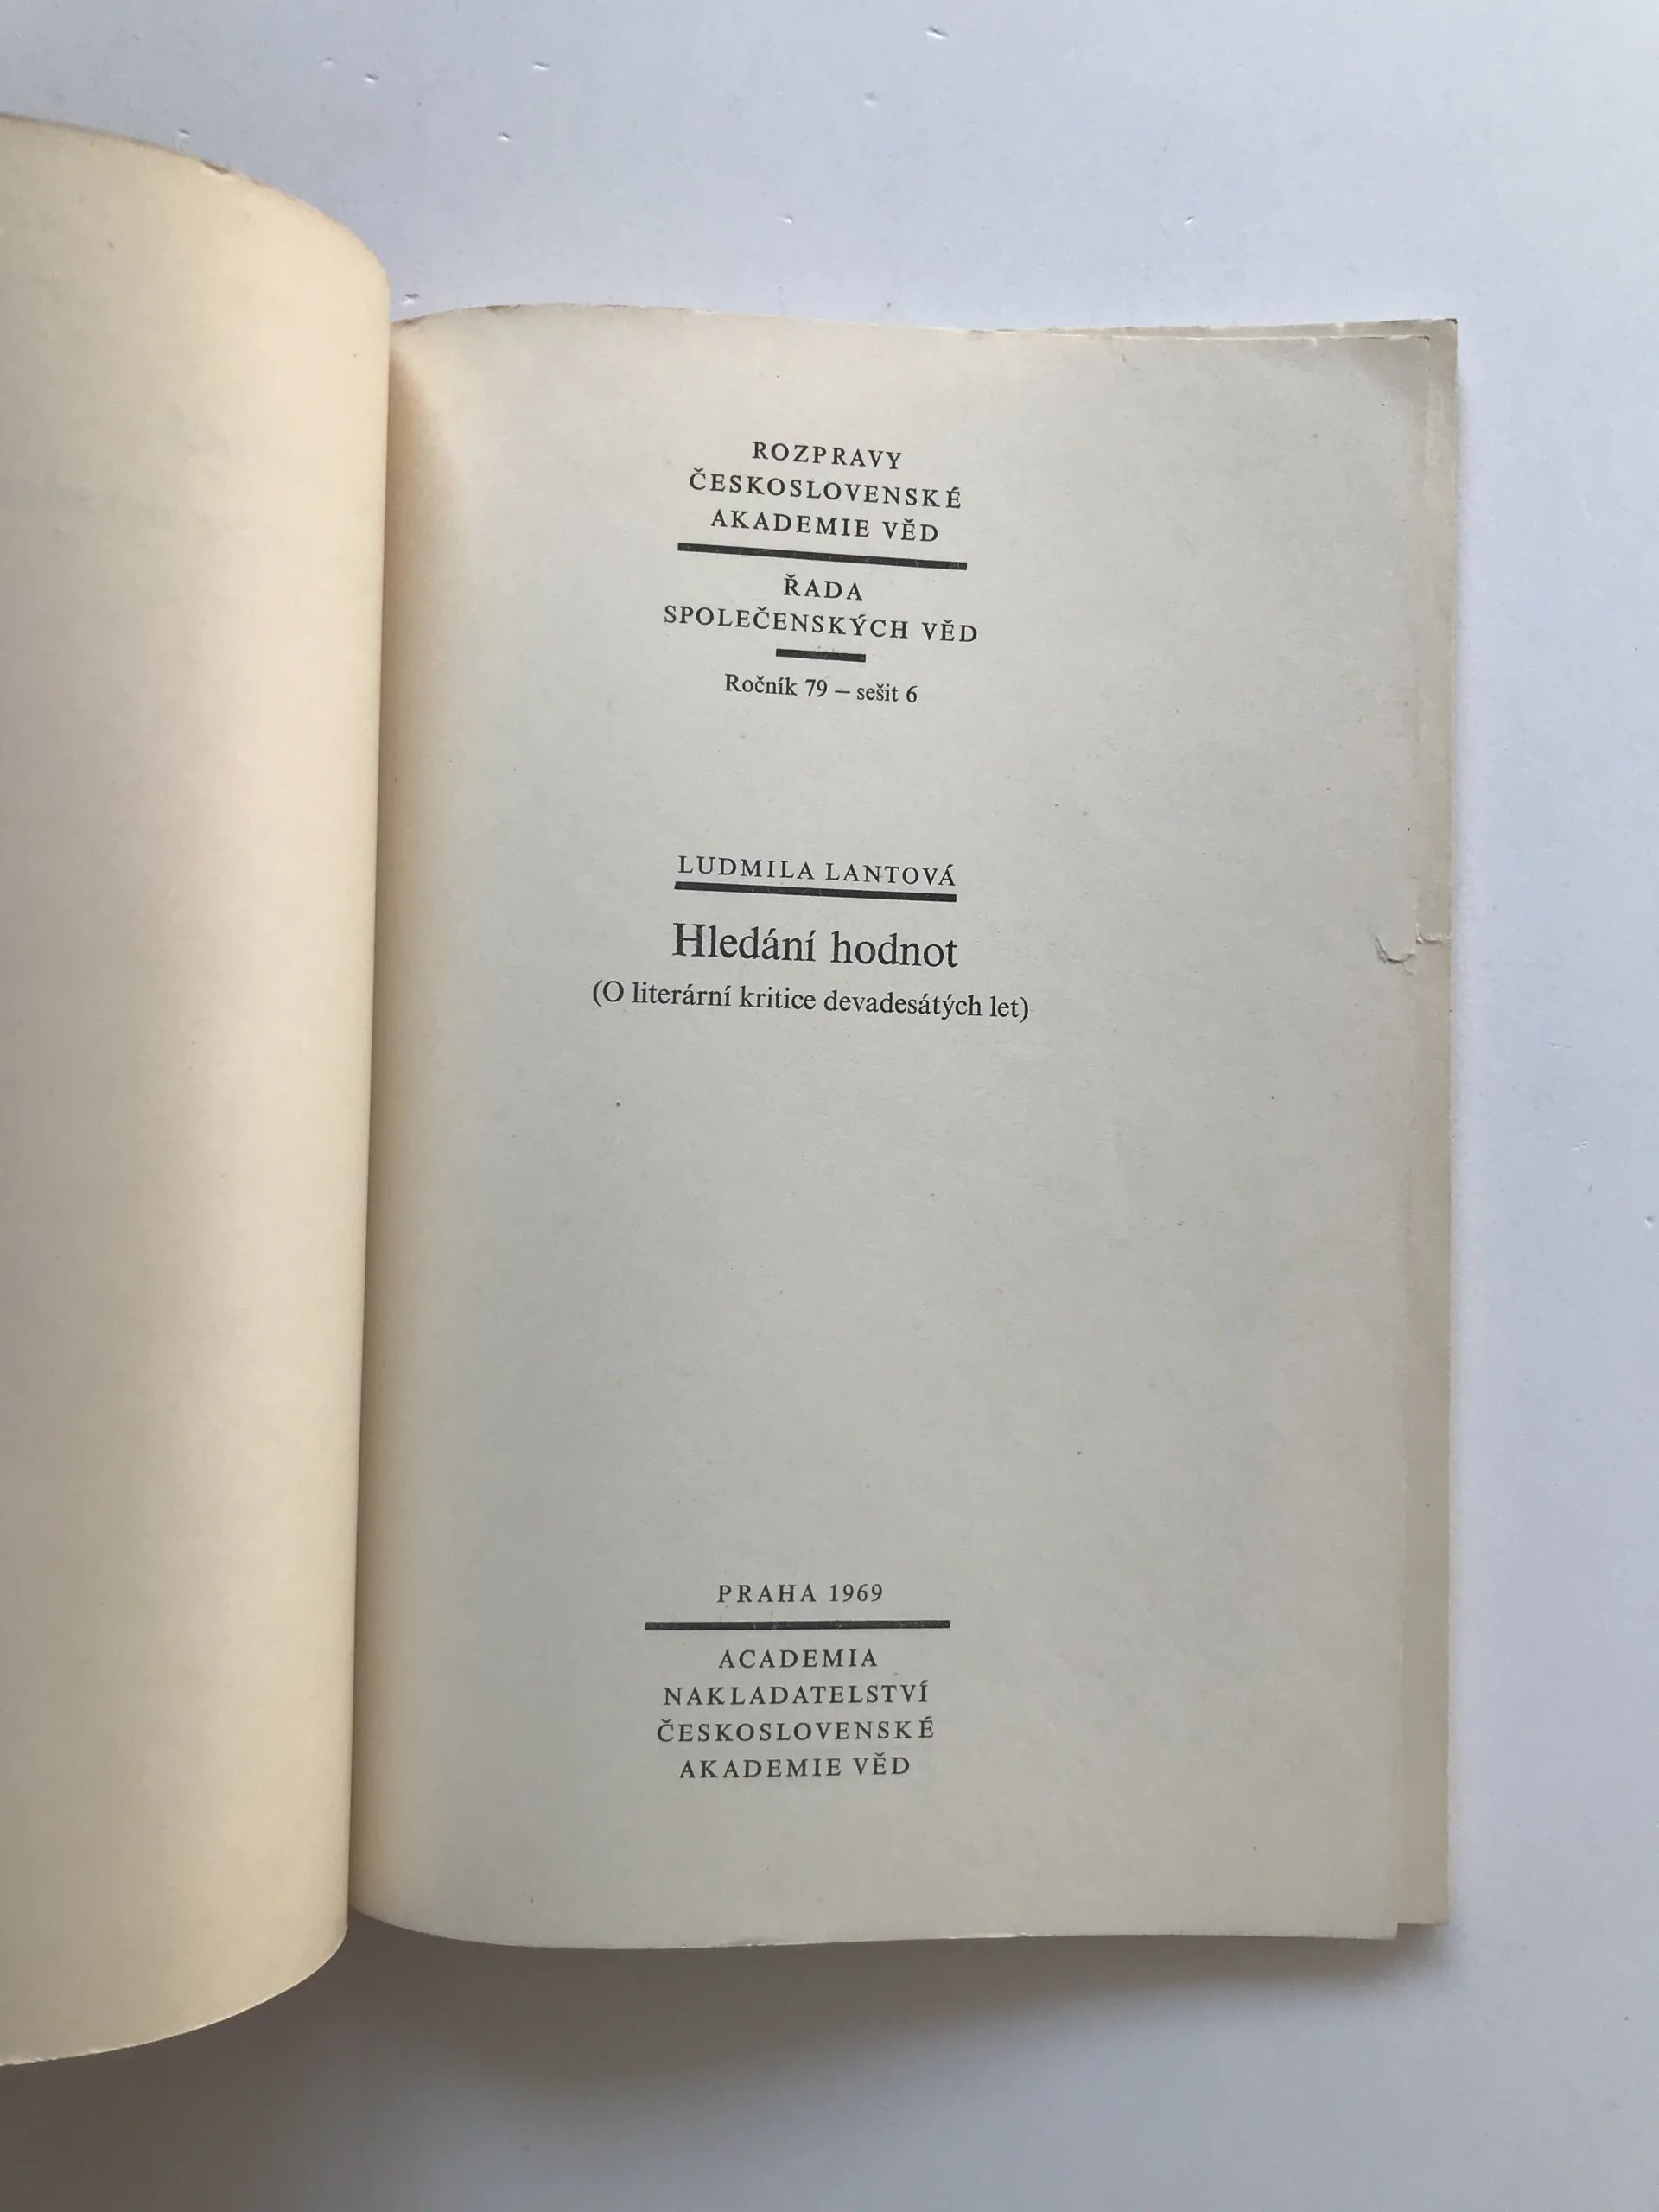 ROZPRAVY
ČESKOSLOVENSKÉ
AKADEMIE VĚD
ŘADA
SPOLEČENSKÝCH VĚD
Ročník 79 – sešit 6
LUDMILA LANTOVÁ
Hledání hodnot
(O literární kritice devadesátých let)
PRAHA 1969
ACADEMIA
NAKLADATELSTVÍ
ČESKOSLOVENSKÉ
AKADEMIE VĚD